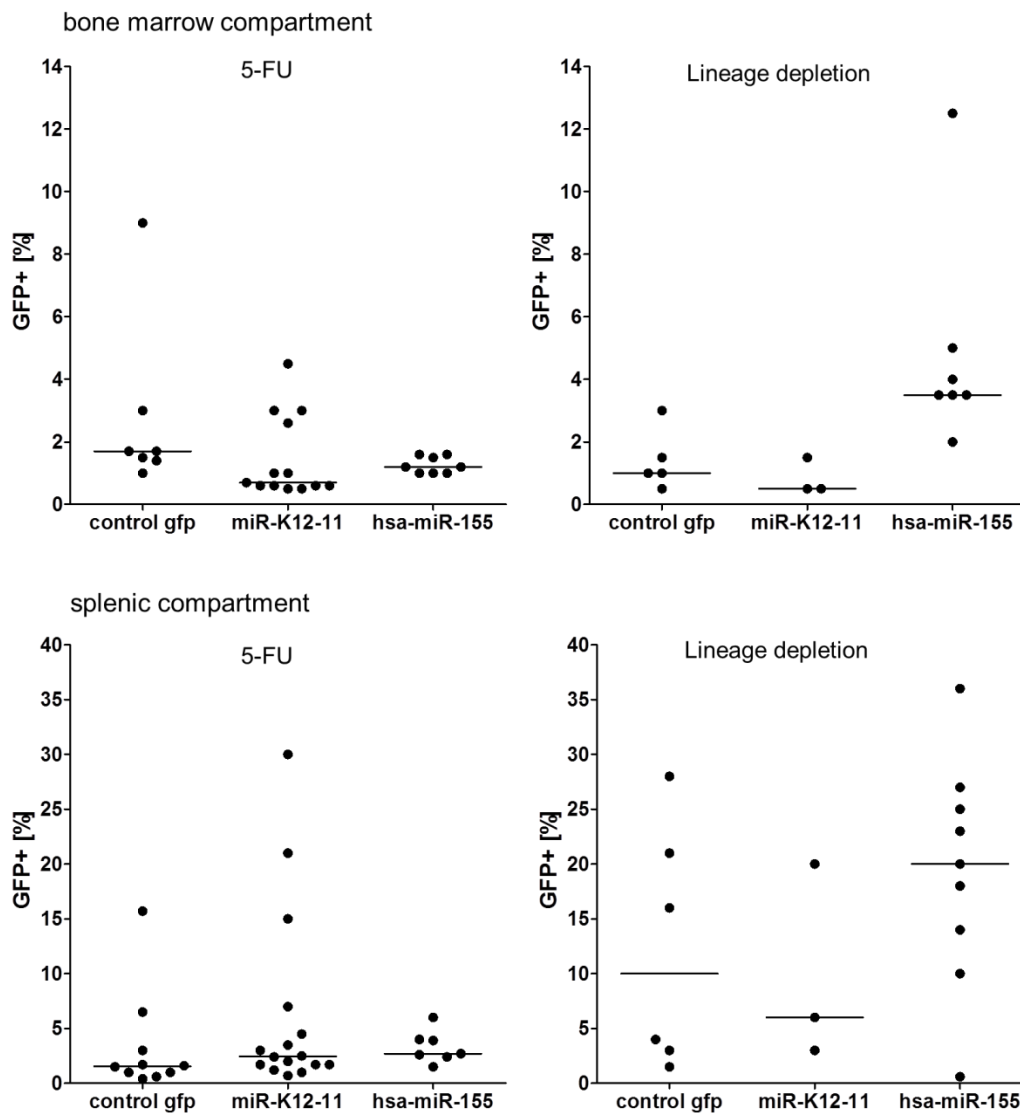 bone marrow compartment
5-FU
GFP+ [%]
14
12
10
8
6
4
2
0
control gfp miR-K12-11 hsa-miR-155
Lineage depletion
GFP+ [%]
14
12
10
8
6
4
2
0
control gfp miR-K12-11 hsa-miR-155
splenic compartment
5-FU
GFP+ [%]
40
35
30
25
20
15
10
5
0
control gfp miR-K12-11 hsa-miR-155
Lineage depletion
GFP+ [%]
40
35
30
25
20
15
10
5
0
control gfp miR-K12-11 hsa-miR-155